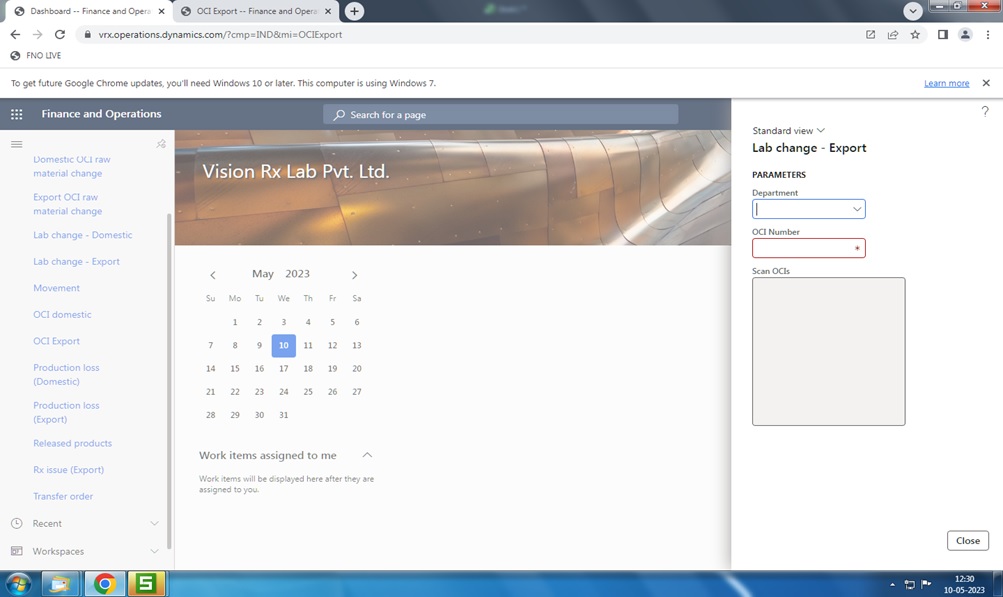 Dashboard -- Finance and Opera
OCI Export -- Finance and Operat
vrx.operations.dynamics.com/?cmp=IND&mi=OCIExport
FNO LIVE
To get future Google Chrome updates, you'll need Windows 10 or later. This computer is using Windows 7.
Learn more
Finance and Operations
Search for a page
?
Domestic OCI raw
material change
Export OCI raw
material change
Lab change - Domestic
Lab change - Export
Movement
OCI domestic
OCI Export
Production loss
(Domestic)
Production loss
(Export)
Released products
Rx issue (Export)
Transfer order
Recent
Workspaces
Vision Rx Lab Pvt. Ltd.
May 2023
Su Mo Tu We Th Fr Sa
1 2 3 4 5 6
7 8 9 10 11 12 13
14 15 16 17 18 19 20
21 22 23 24 25 26 27
28 29 30 31
Work items assigned to me
Work items will be displayed here after they are
assigned to you.
Standard view
Lab change - Export
PARAMETERS
Department
OCI Number
*
Scan OCIs
Close
S
12:30
10-05-2023